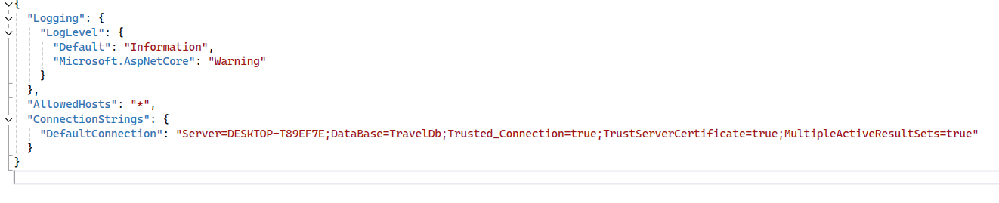 {
"Logging": {
"LogLevel": {
"Default": "Information",
"Microsoft.AspNetCore": "Warning"
}
},
"AllowedHosts": "*",
"ConnectionStrings": {
"DefaultConnection": "Server=DESKTOP-T89EF7E;DataBase=TravelDb;Trusted_Connection=true;TrustServerCertificate=true;MultipleActiveResultSets=true"
}
}